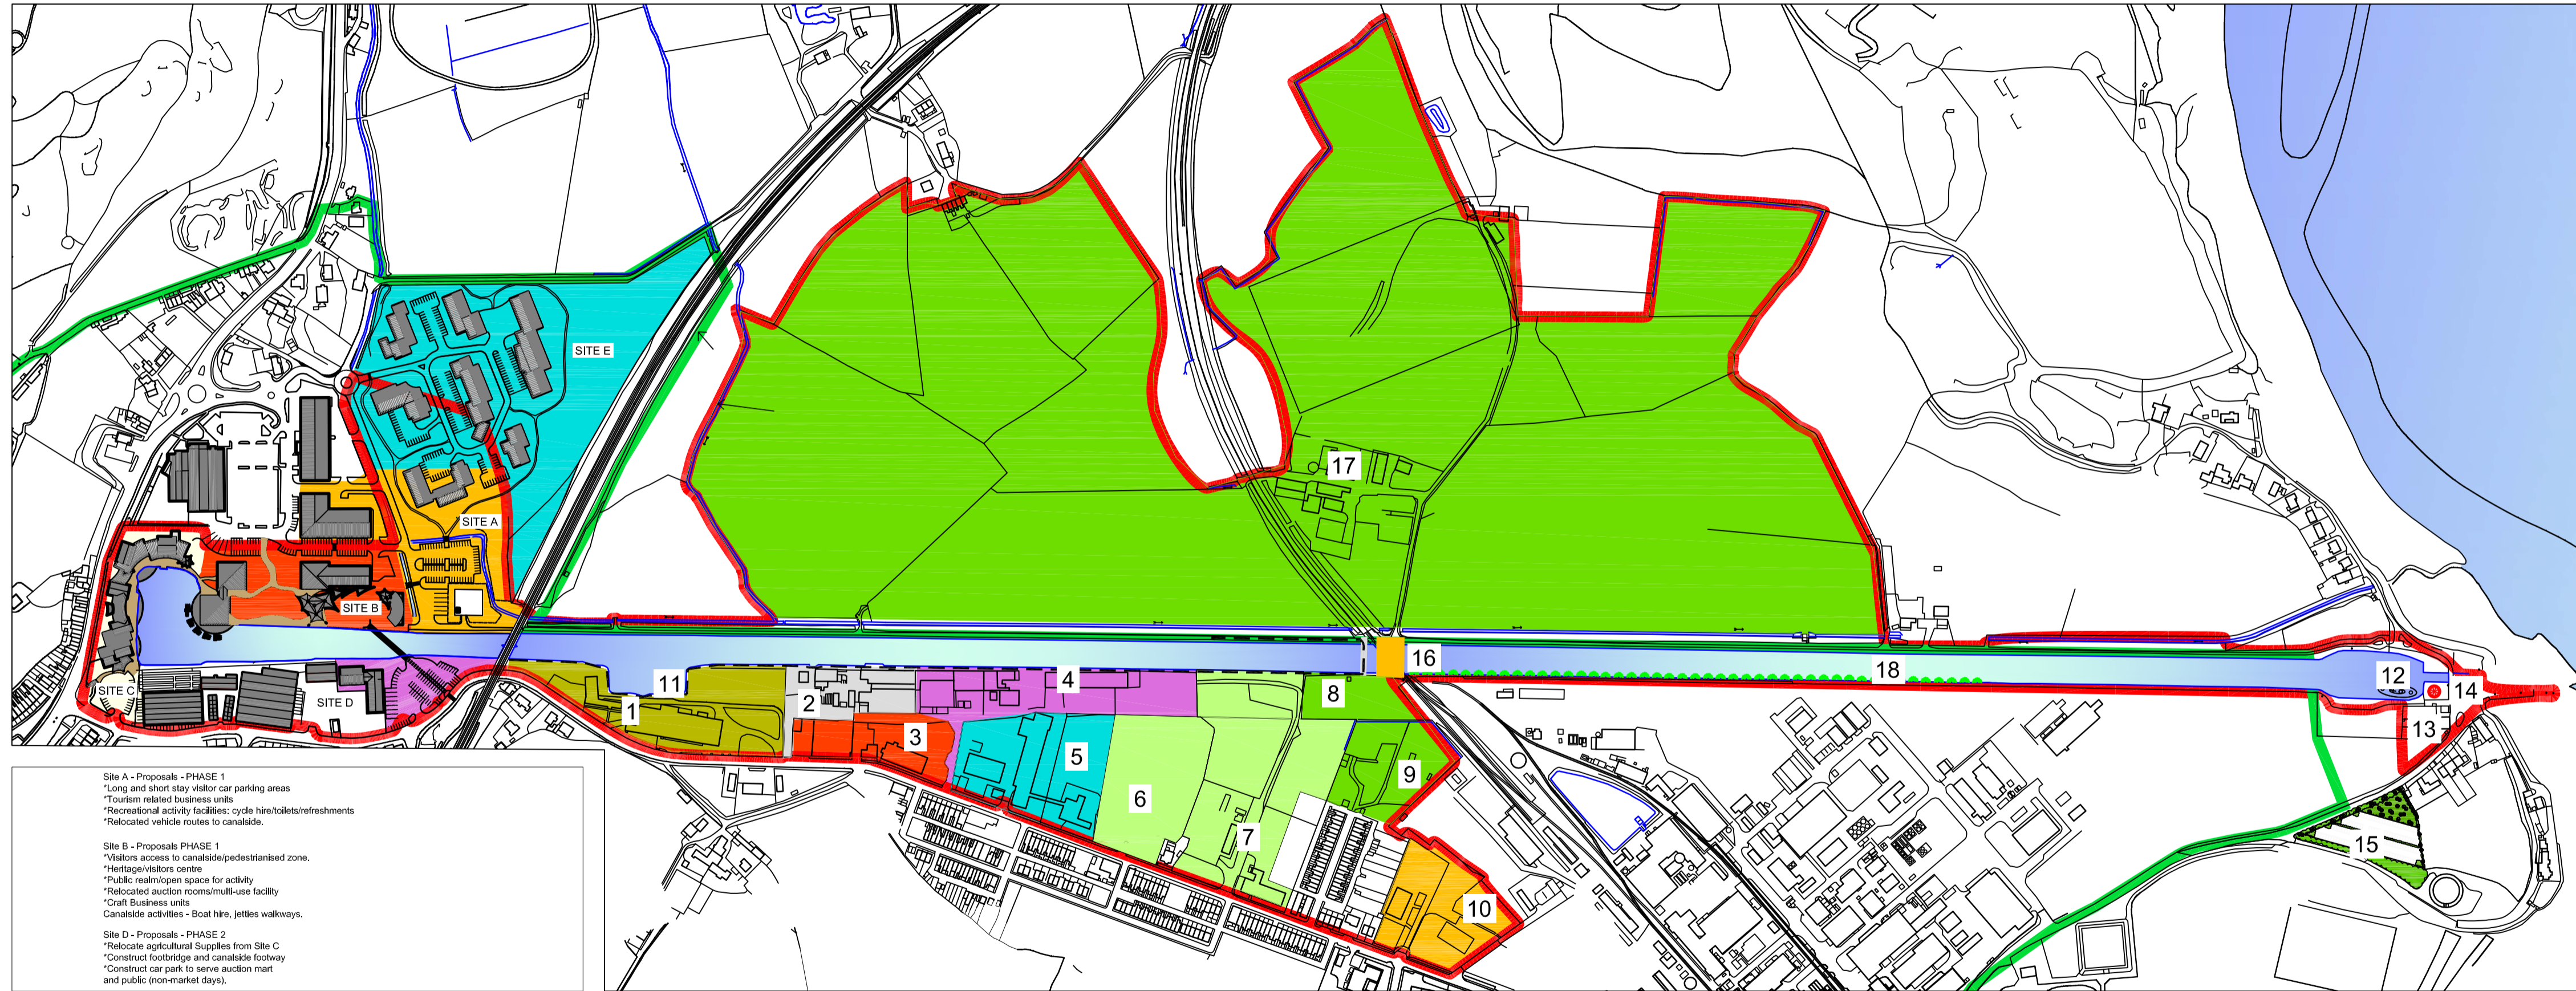 SITE E
SITE A
SITE B
SITE C
SITE D
17
16
18
12
14
13
15
11
1
2
3
4
5
6
7
8
9
10
Site A - Proposals - PHASE 1
*Long and short stay visitor car parking areas
*Tourism related business units
*Recreational activity facilities; cycle hire/toilets/refreshments
*Relocated vehicle routes to canalside.
Site B - Proposals PHASE 1
*Visitors access to canalside/pedestrianised zone.
*Heritage/visitors centre
*Public realm/open space for activity
*Relocated auction rooms/multi-use facility
*Craft Business units
Canalside activities - Boat hire, jetties walkways.
Site D - Proposals - PHASE 2
*Relocate agricultural Supplies from Site C
*Construct footbridge and canalside footway
*Construct car park to serve auction mart
and public (non-market days).